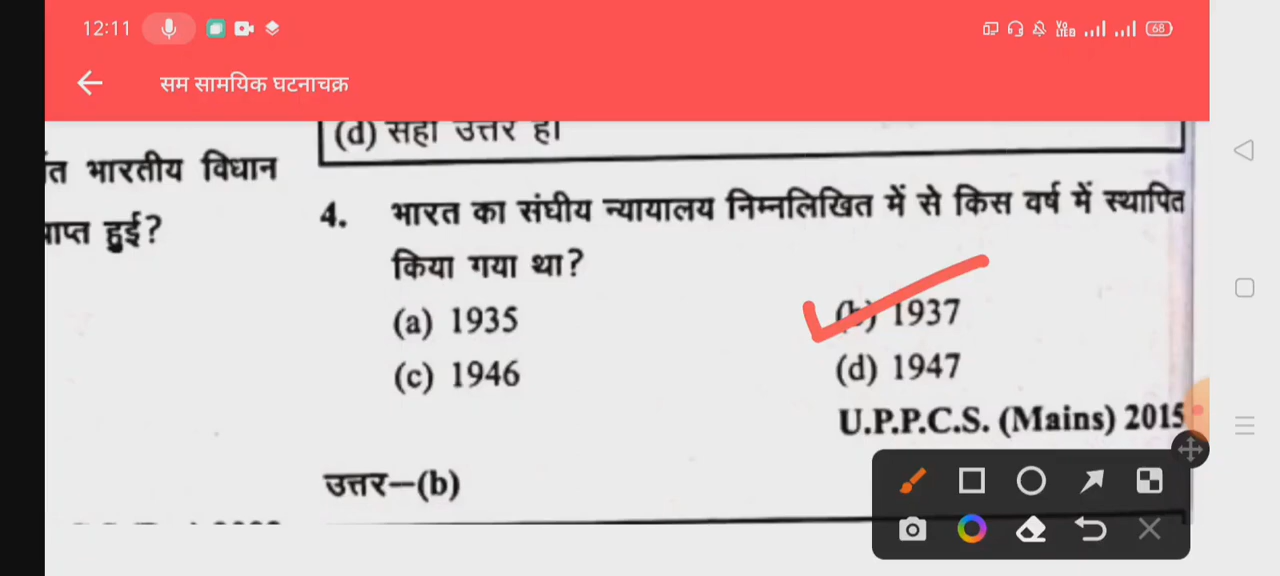 12:11
68
सम सामयिक घटनाचक्र
(d) सही उत्तर है।
भारतीय विधान
हुई?
4. भारत का संघीय न्यायालय निम्नलिखित में से किस वर्ष में स्थापित
किया गया था?
(a) 1935 (b) 1937
(c) 1946 (d) 1947
U.P.P.C.S. (Mains) 2015
उत्तर–(b)